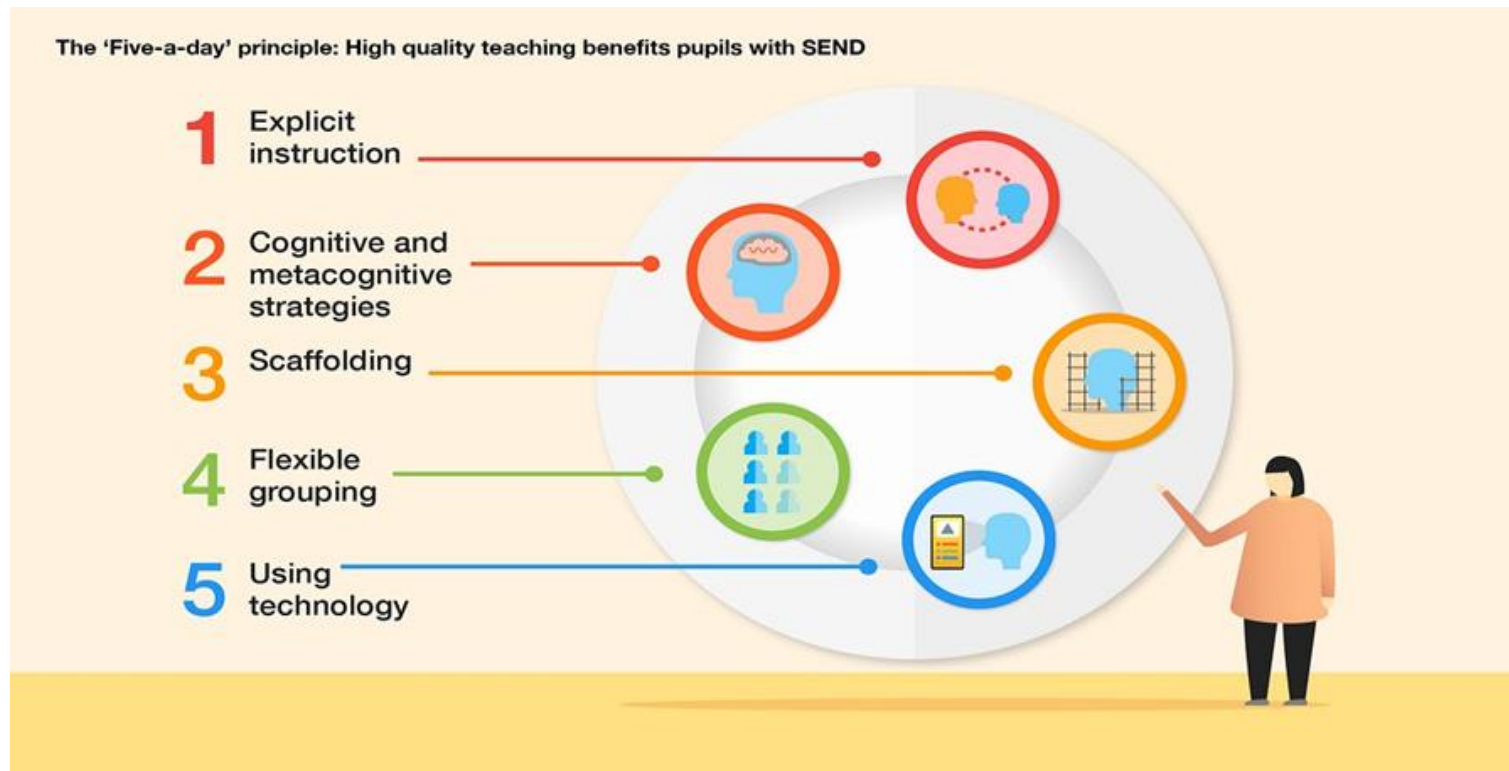 The ‘Five-a-day’ principle: High quality teaching benefits pupils with SEND
1 Explicit
instruction
2 Cognitive and
metacognitive
strategies
3 Scaffolding
4 Flexible
grouping
5 Using
technology